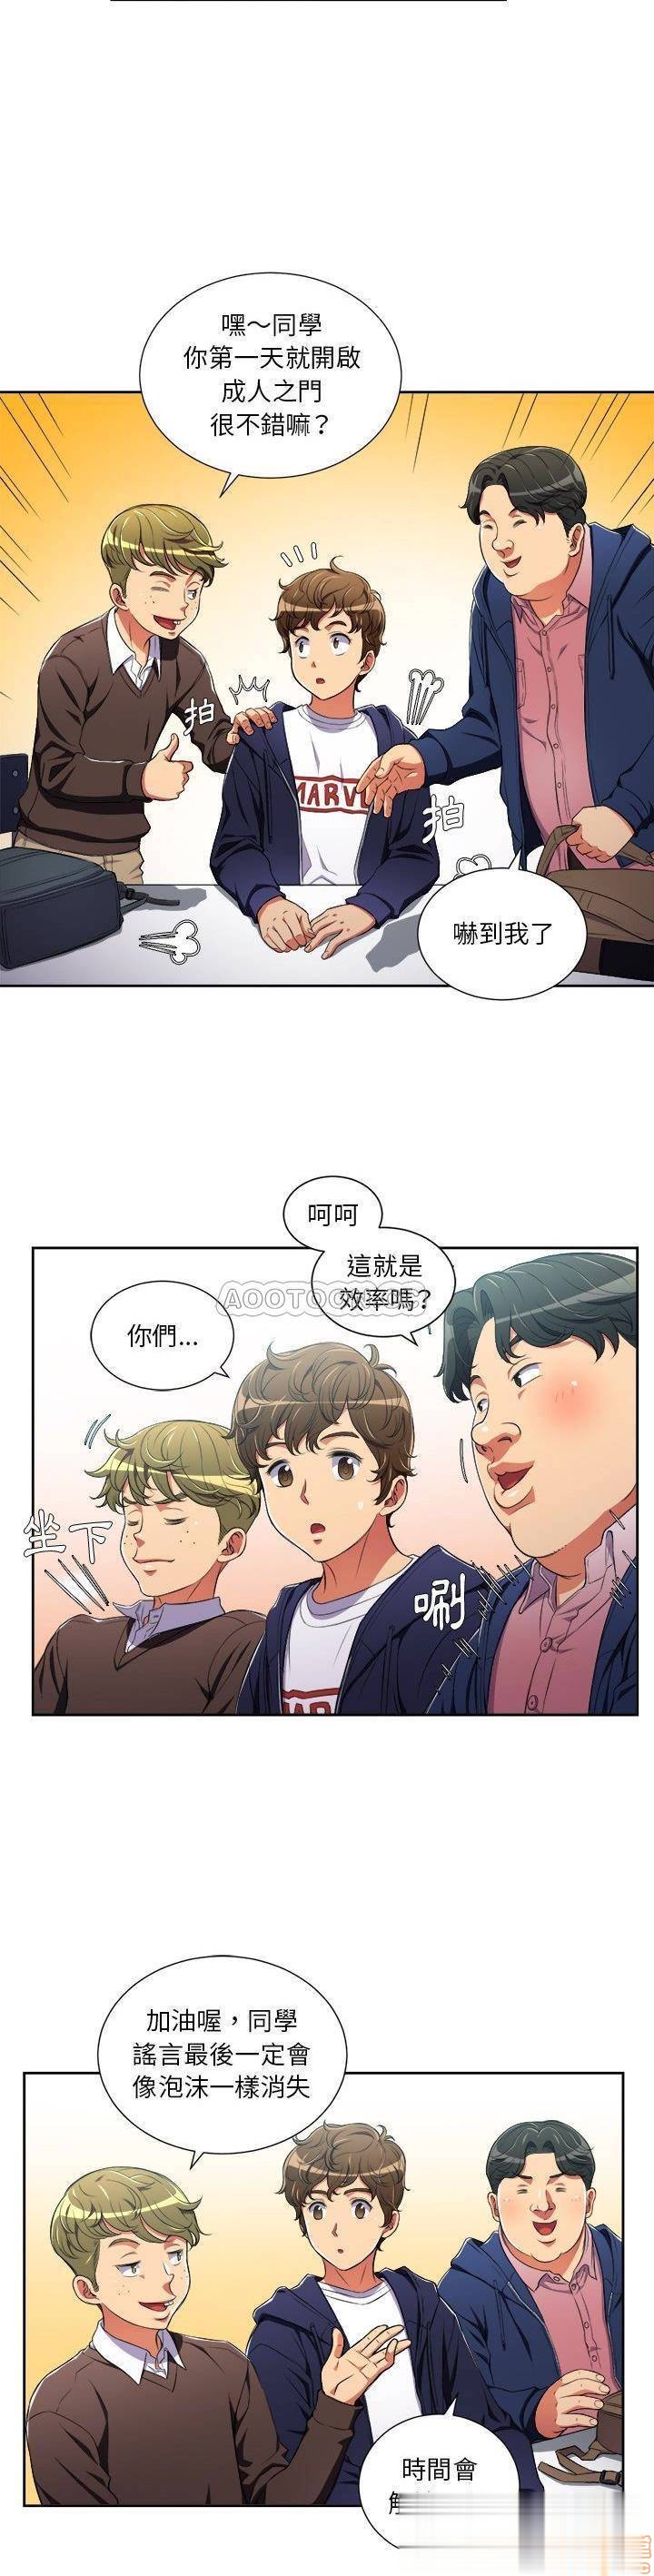 嘿～同學
你第一天就開啟
成人之門
很不錯嘛？
拍
MARVEL
拍
嚇到我了
呵呵
這就是
效率嗎？
你們...
坐下
唰
加油喔，同學
謠言最後一定會
像泡沫一樣消失
時間會